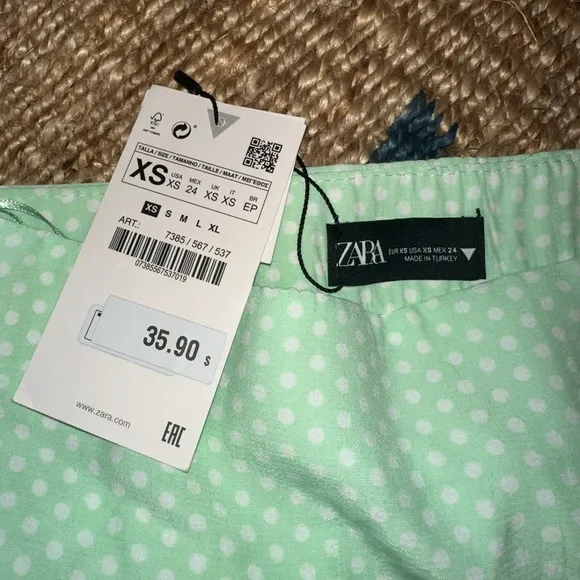 TALLA / SIZE / TAMANHO / TAILLE / MAAT / ΜΕΓΕΘΟΣ
XS
USA XS
MEX 24
UK XS
IT XS
BR EP
XS S M L XL
ART.:
7385 / 567 / 537
07385567537019
35.90 $
www.zara.com
EAC
ZARA
EUR XS USA XS MEX 24
MADE IN TURKEY